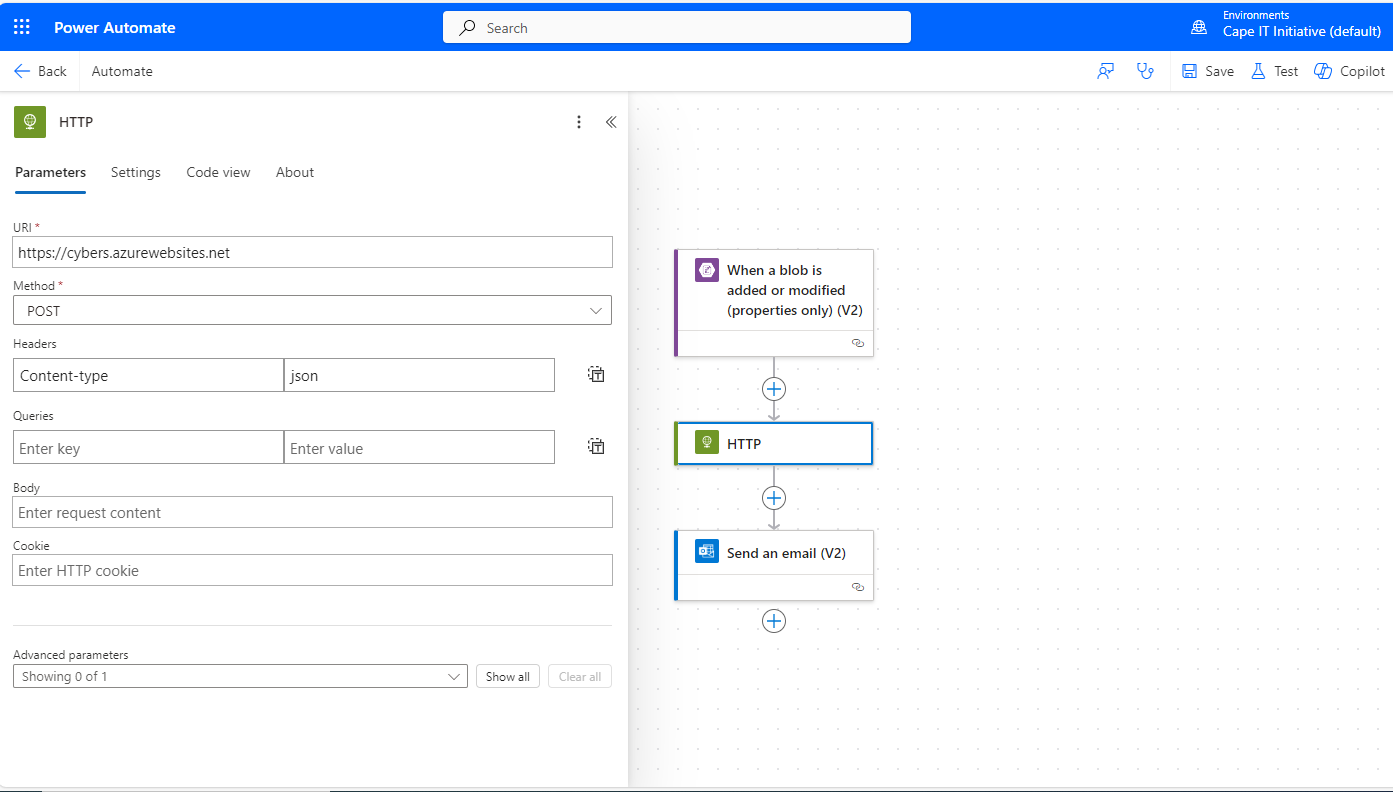 Power Automate
Search
Environments
Cape IT Initiative (default)
Back
Automate
Save
Test
Copilot
HTTP
Parameters
Settings
Code view
About
URI *
https://cybers.azurewebsites.net
Method *
POST
Headers
Content-type
json
Queries
Enter key
Enter value
Body
Enter request content
Cookie
Enter HTTP cookie
Advanced parameters
Showing 0 of 1
Show all
Clear all
When a blob is
added or modified
(properties only) (V2)
HTTP
Send an email (V2)